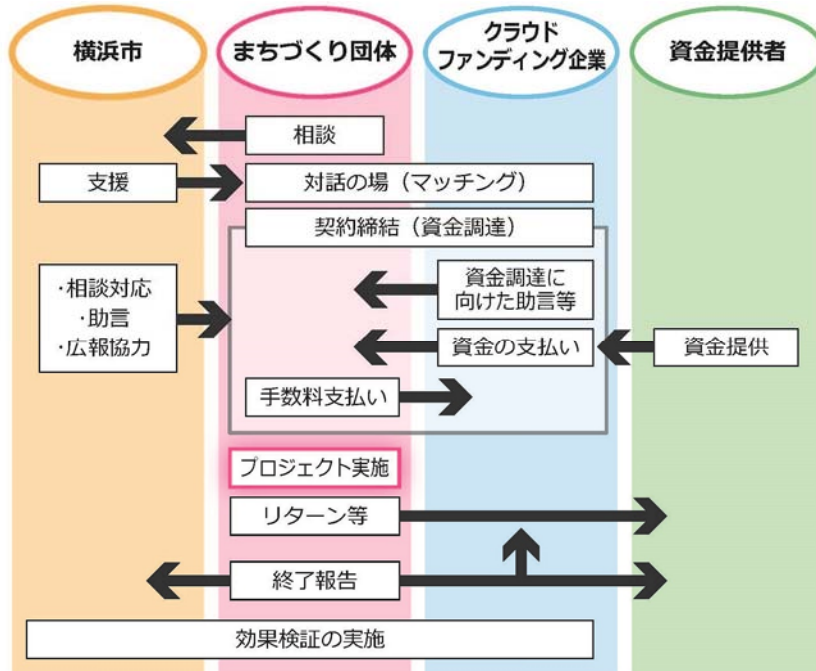 横浜市
まちづくり団体
クラウド
ファンディング企業
資金提供者
相談
支援
対話の場（マッチング）
契約締結（資金調達）
・相談対応
・助言
・広報協力
資金調達に
向けた助言等
資金の支払い
資金提供
手数料支払い
プロジェクト実施
リターン等
終了報告
効果検証の実施